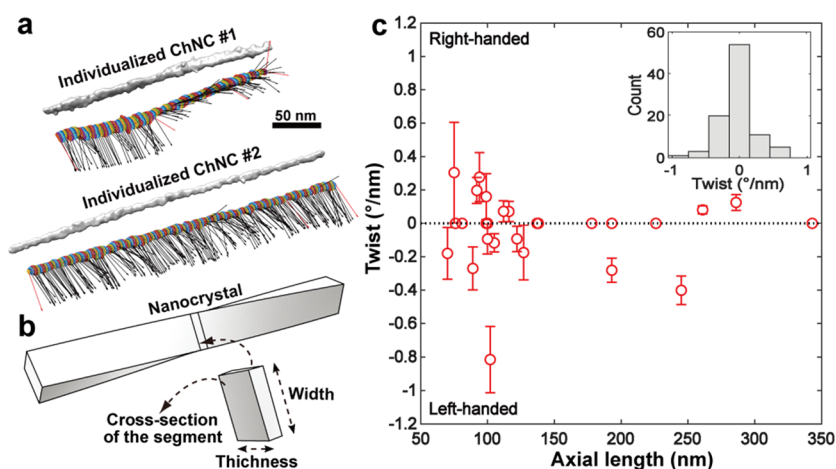 a
Individualized ChNC #1
50 nm
Individualized ChNC #2
b
Nanocrystal
Width
Cross-section
of the segment
Thichness
c
1.2
1
0.8
0.6
0.4
0.2
0
-0.2
-0.4
-0.6
-0.8
-1
-1.2
Twist (°/nm)
Right-handed
Left-handed
50 100 150 200 250 300 350
Axial length (nm)
60
40
20
0
Count
-1 0 1
Twist (°/nm)